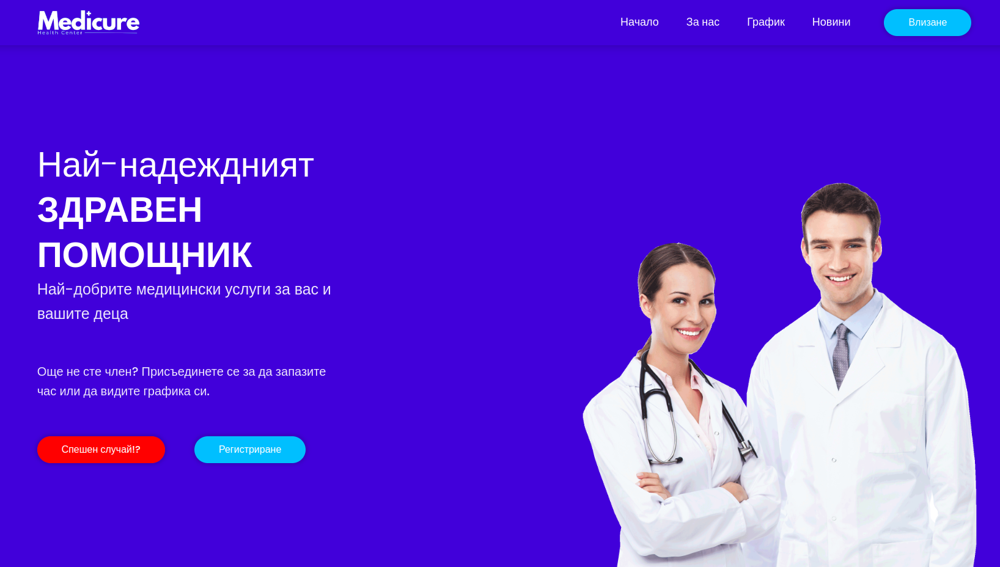 Medicure
Health Center
Начало
За нас
График
Новини
Влизане
Най-надеждният
ЗДРАВЕН
ПОМОЩНИК
Най-добрите медицински услуги за вас и
вашите деца
Още не сте член? Присъединете се за да запазите
час или да видите графика си.
Спешен случай!?
Регистриране